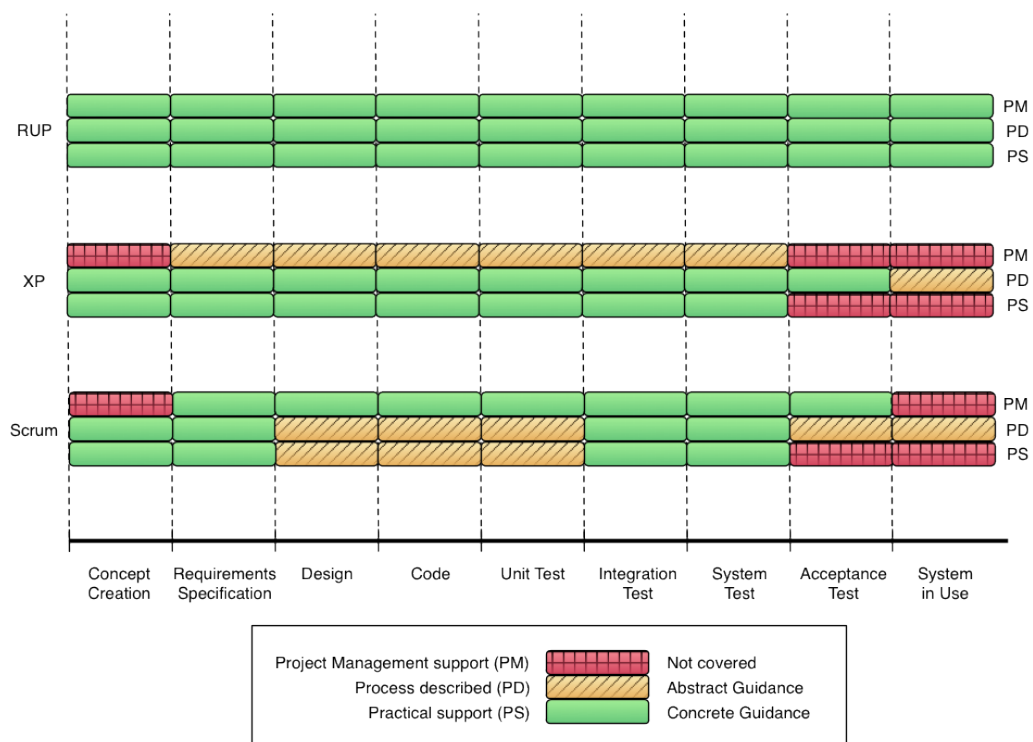 PM
RUP
PD
PS
PM
XP
PD
PS
PM
Scrum
PD
PS
Concept
Creation
Requirements
Specification
Design
Code
Unit Test
Integration
Test
System
Test
Acceptance
Test
System
in Use
Project Management support (PM)
Not covered
Process described (PD)
Abstract Guidance
Practical support (PS)
Concrete Guidance